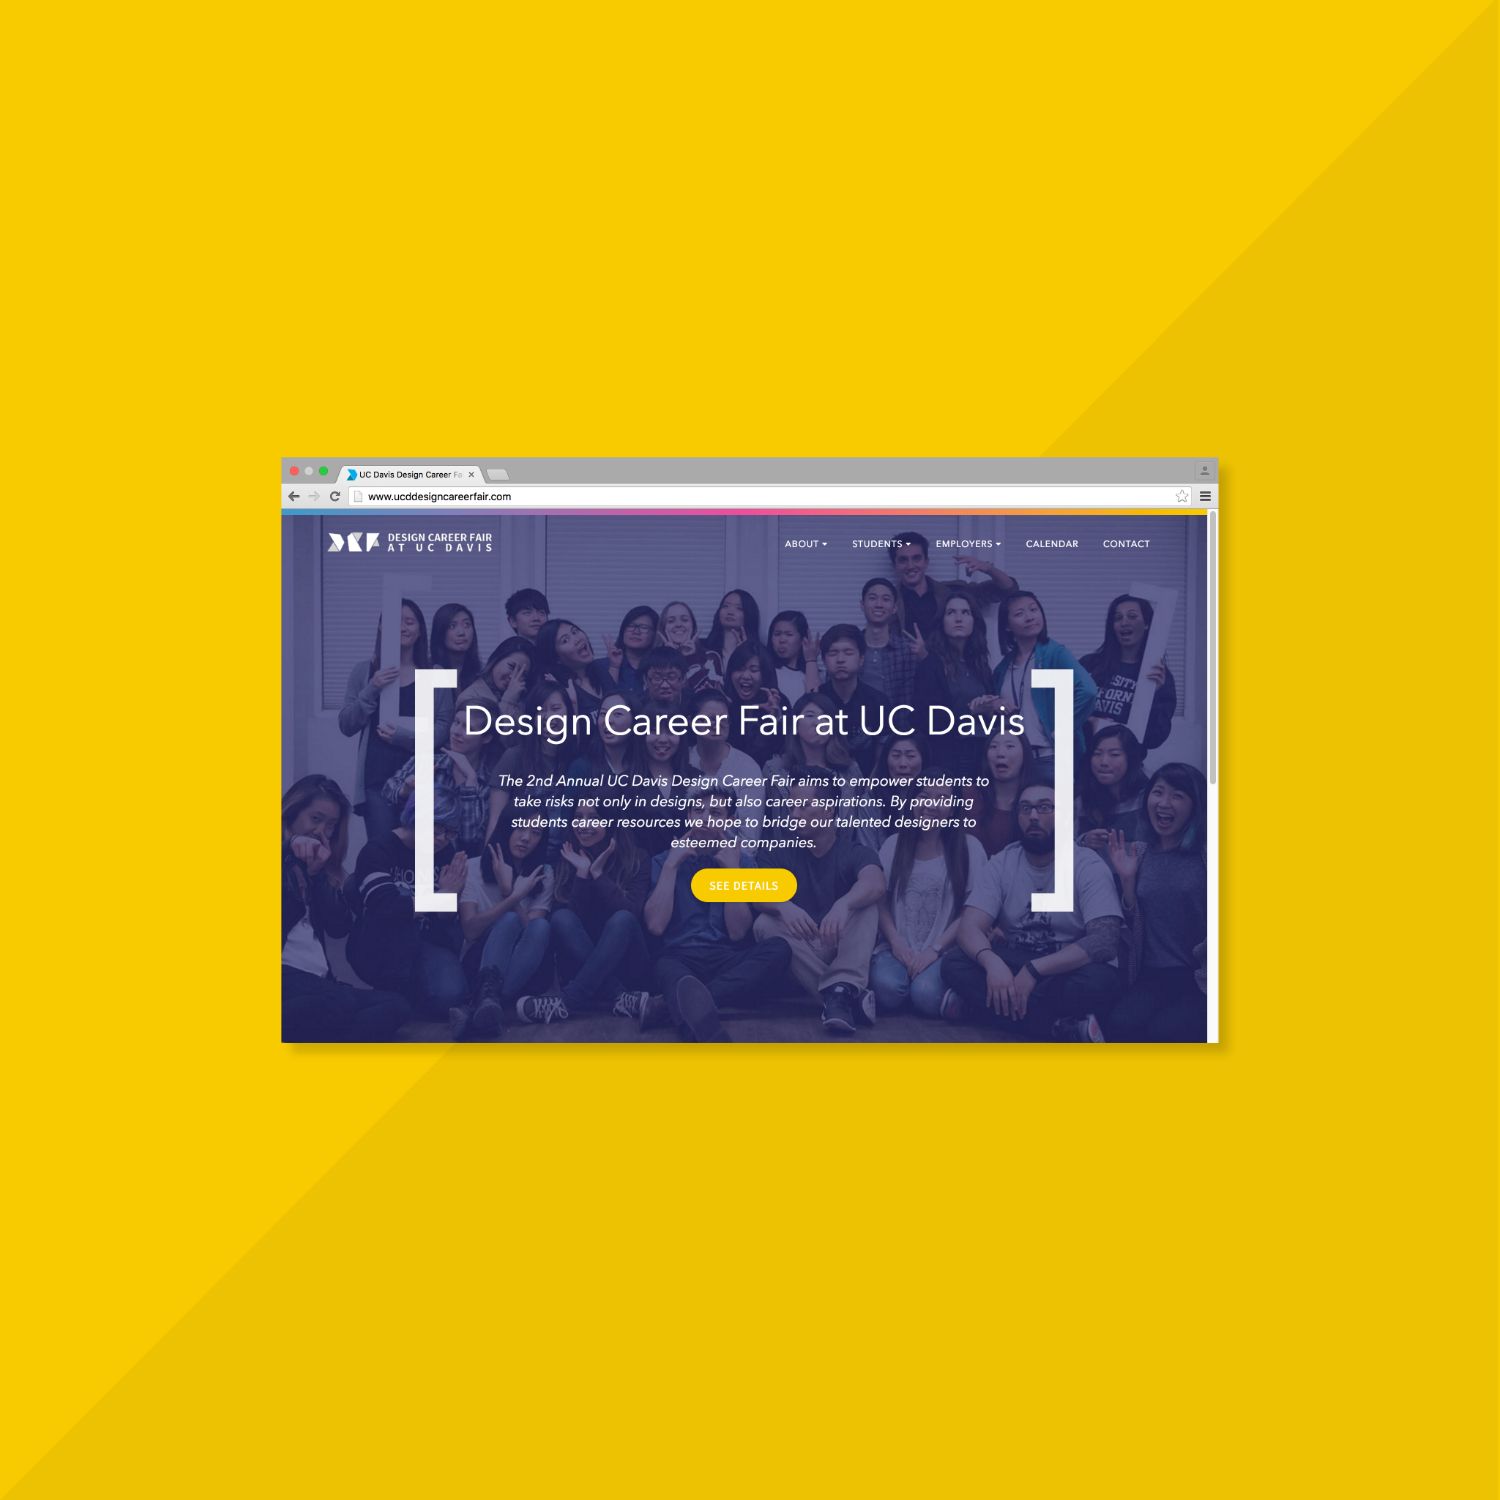 UC Davis Design Career Fa
www.ucddesigncareerfair.com
DESIGN CAREER FAIR
AT UC DAVIS
ABOUT
STUDENTS
EMPLOYERS
CALENDAR
CONTACT
Design Career Fair at UC Davis
The 2nd Annual UC Davis Design Career Fair aims to empower students to
take risks not only in designs, but also career aspirations. By providing
students career resources we hope to bridge our talented designers to
esteemed companies.
SEE DETAILS